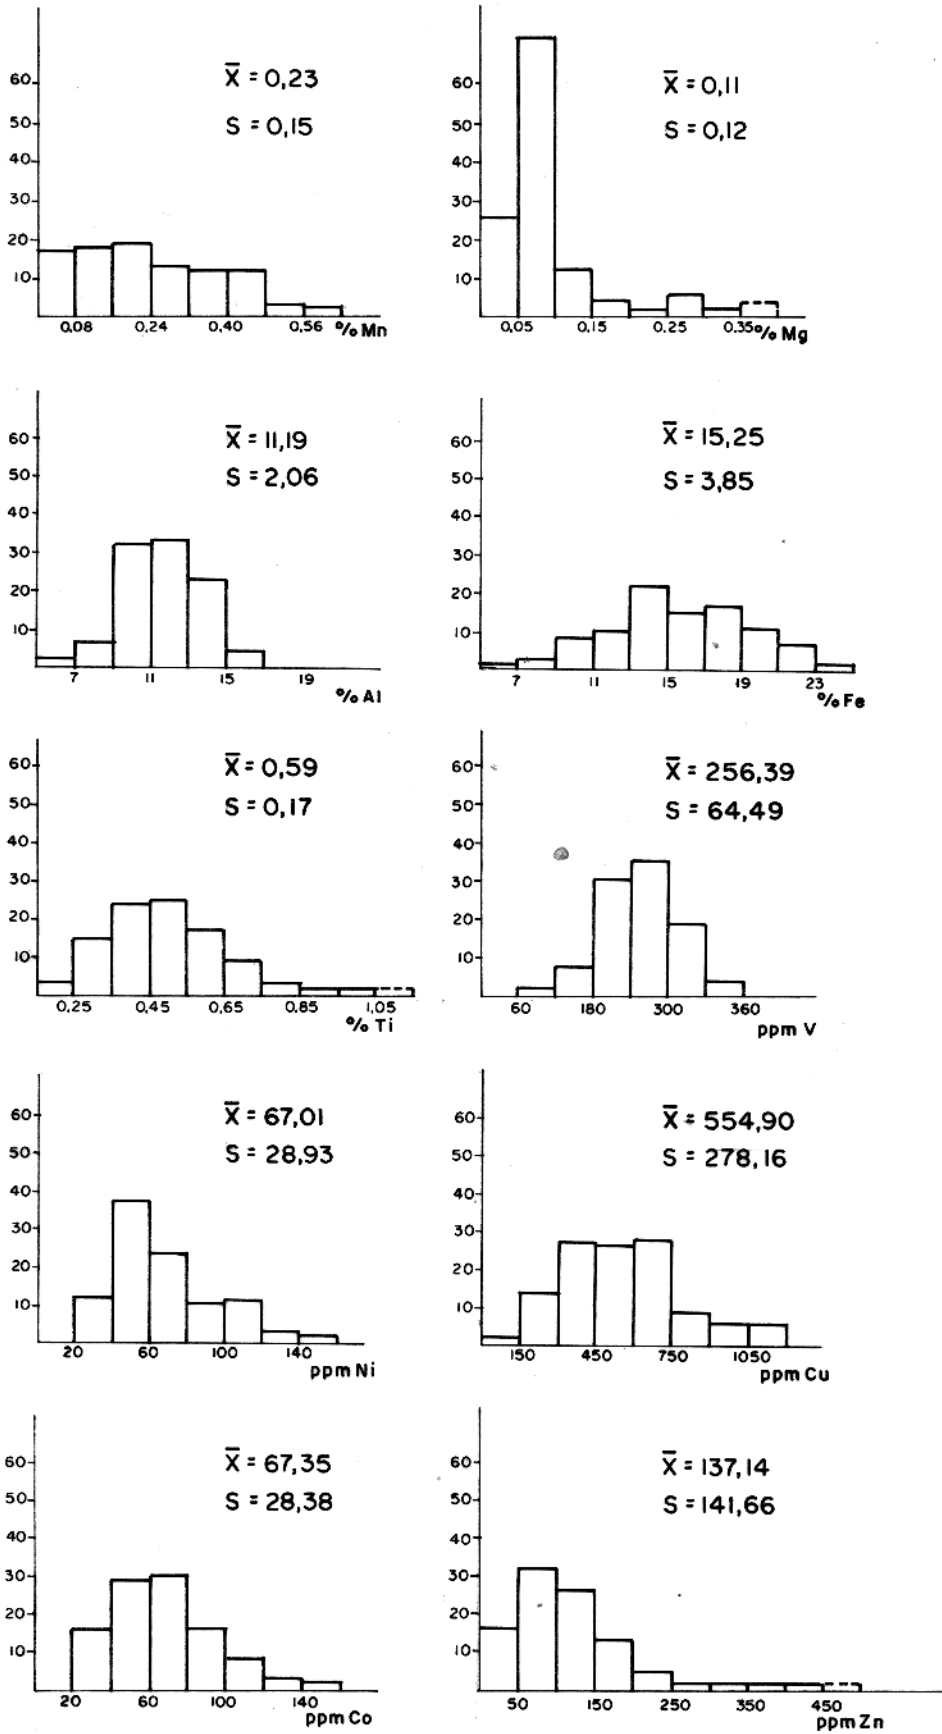 60
50
40
30
20
10
X̄ = 0,23
S = 0,15
0,08 0,24 0,40 0,56 % Mn
60
50
40
30
20
10
X̄ = 0,11
S = 0,12
0,05 0,15 0,25 0,35 % Mg
60
50
40
30
20
10
X̄ = 11,19
S = 2,06
7 11 15 19
% Al
60
50
40
30
20
10
X̄ = 15,25
S = 3,85
7 11 15 19 23
% Fe
60
50
40
30
20
10
X̄ = 0,59
S = 0,17
0,25 0,45 0,65 0,85 1,05
% Ti
60
50
40
30
20
10
X̄ = 256,39
S = 64,49
60 180 300 360
ppm V
60
50
40
30
20
10
X̄ = 67,01
S = 28,93
20 60 100 140
ppm Ni
60
50
40
30
20
10
X̄ = 554,90
S = 278,16
150 450 750 1050
ppm Cu
60
50
40
30
20
10
X̄ = 67,35
S = 28,38
20 60 100 140
ppm Co
60
50
40
30
20
10
X̄ = 137,14
S = 141,66
50 150 250 350 450
ppm Zn